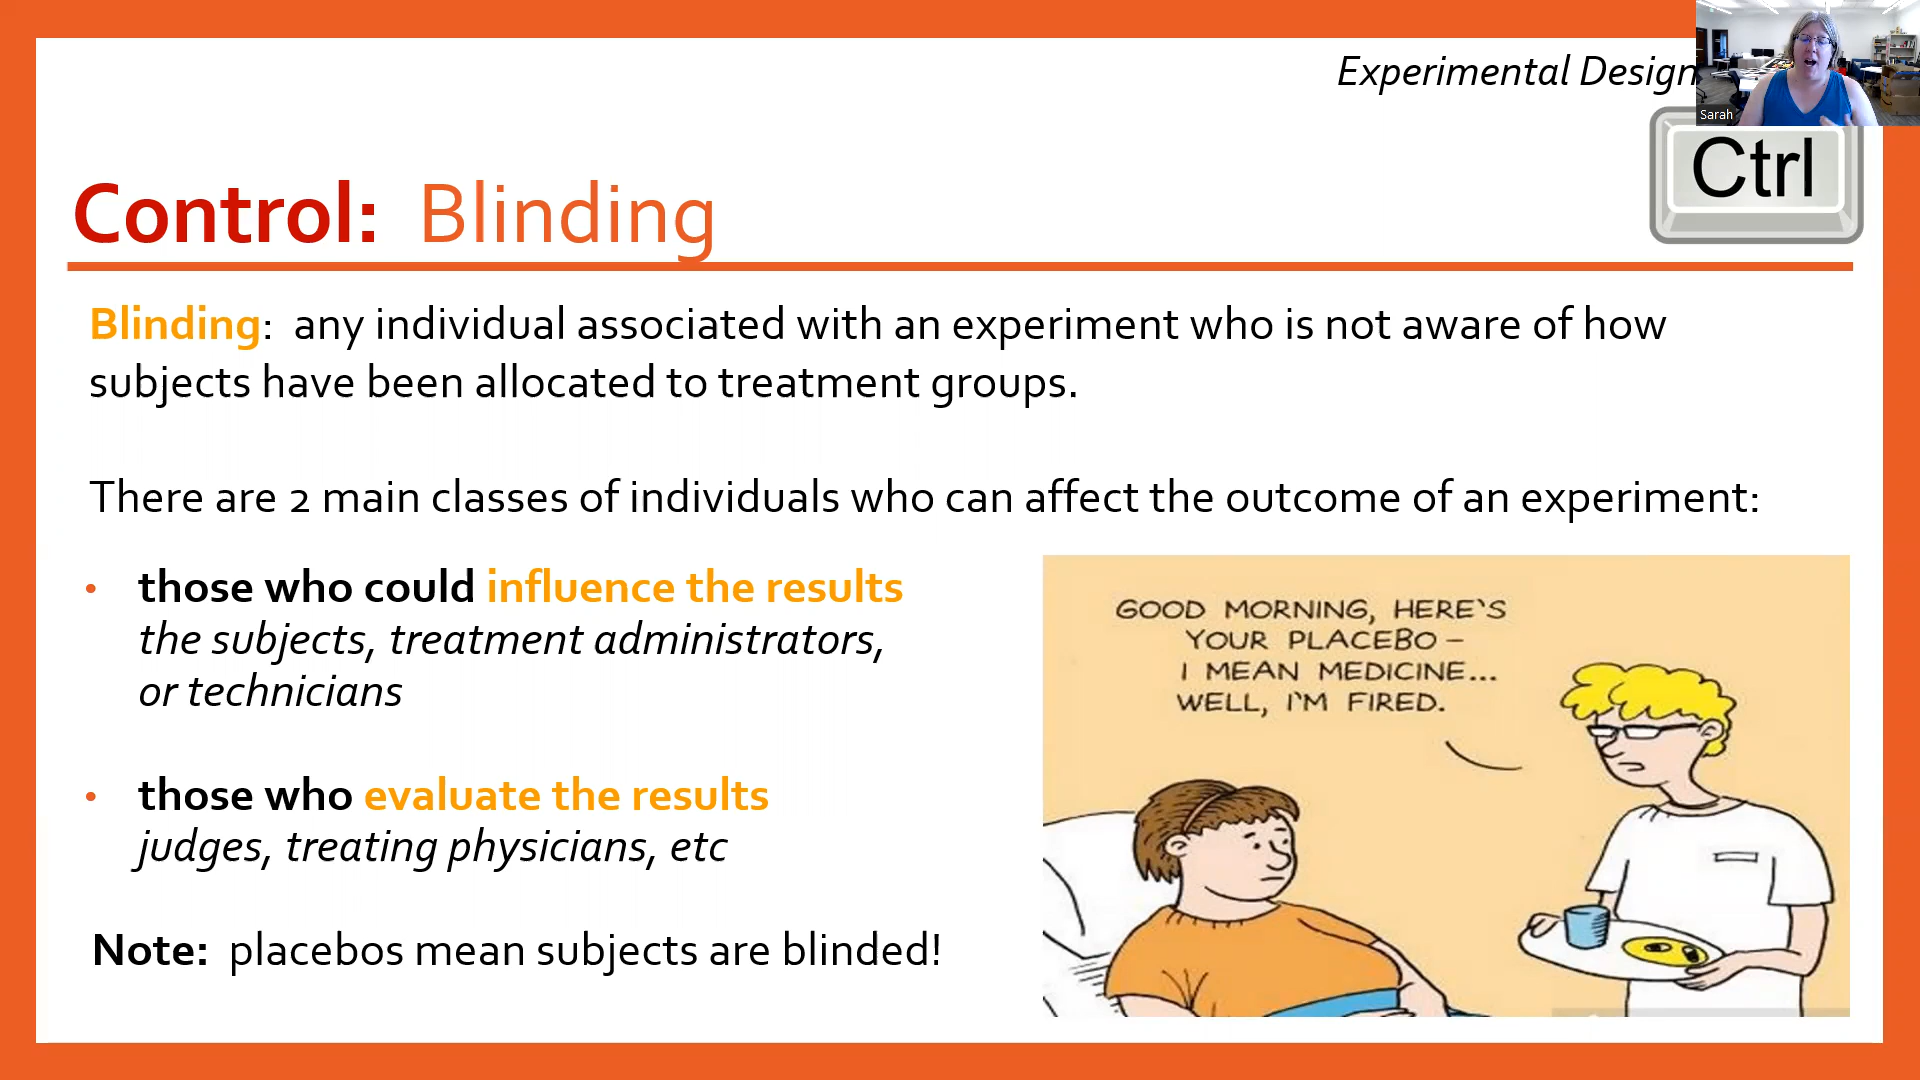 Experimental Design
Sarah
Ctrl
Control: Blinding
Blinding: any individual associated with an experiment who is not aware of how
subjects have been allocated to treatment groups.
There are 2 main classes of individuals who can affect the outcome of an experiment:
• those who could influence the results
the subjects, treatment administrators,
or technicians
• those who evaluate the results
judges, treating physicians, etc
Note: placebos mean subjects are blinded!
GOOD MORNING, HERE'S
YOUR PLACEBO –
I MEAN MEDICINE...
WELL, I'M FIRED.